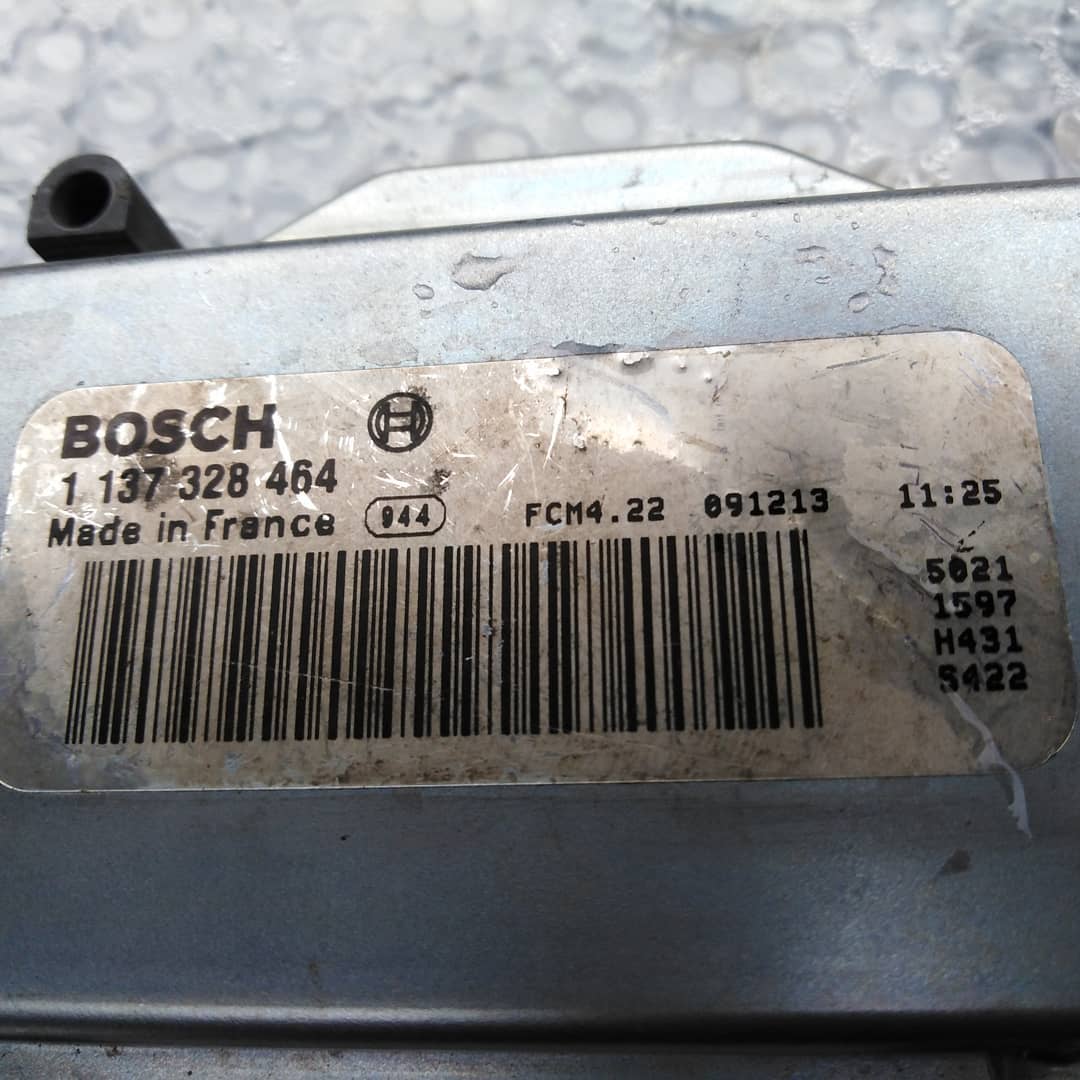 BOSCH
1 137 328 464
Made in France 944 FCM4.22 091213 11:25
5021
1597
H431
S422